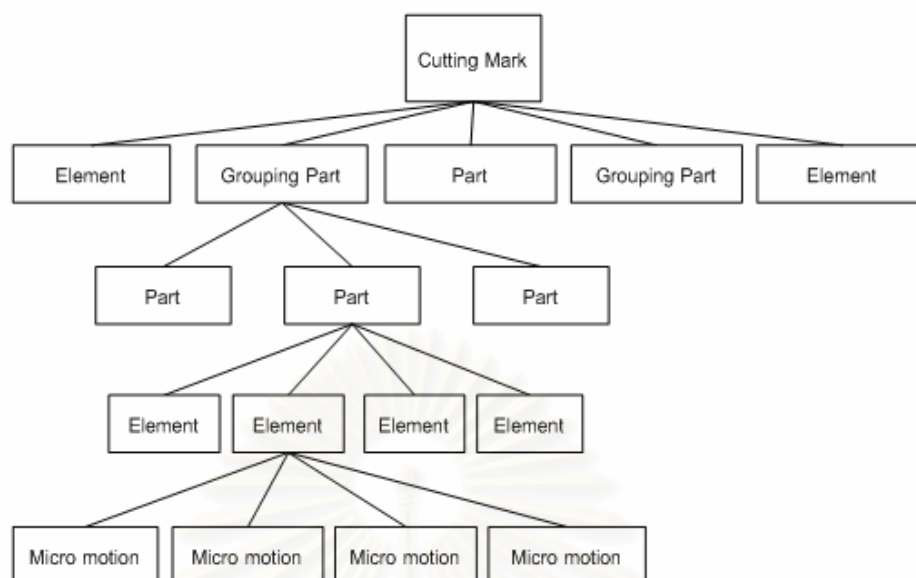 Cutting Mark
Element
Grouping Part
Part
Grouping Part
Element
Part
Part
Part
Element
Element
Element
Element
Micro motion
Micro motion
Micro motion
Micro motion